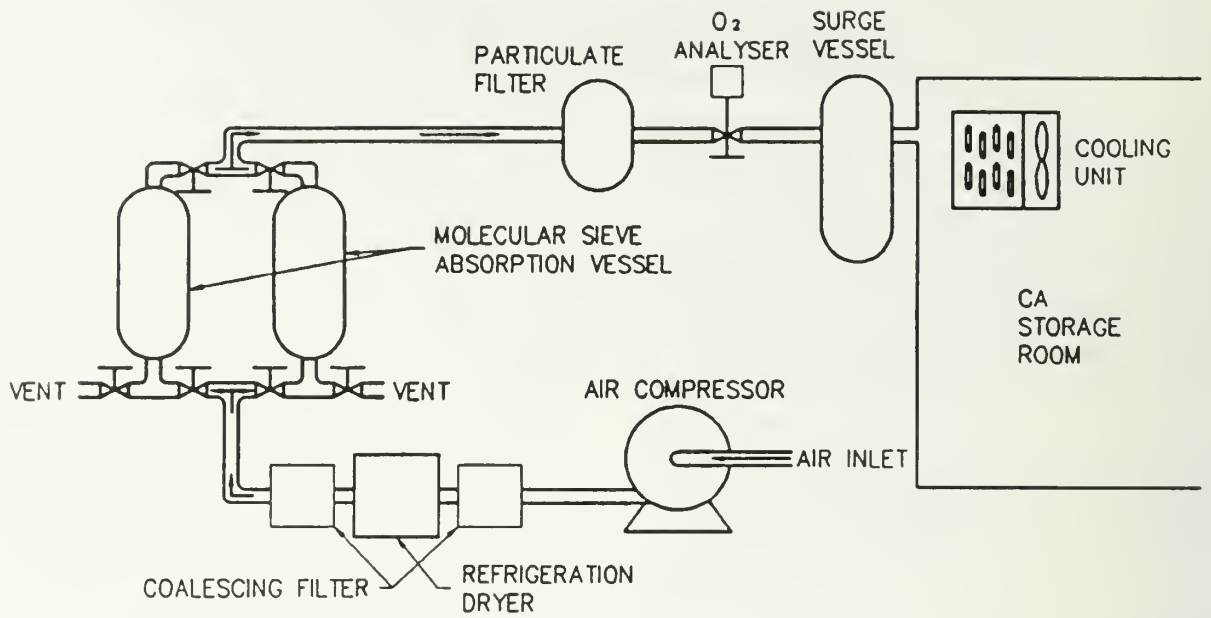 O₂
ANALYSER
SURGE
VESSEL
PARTICULATE
FILTER
COOLING
UNIT
MOLECULAR SIEVE
ABSORPTION VESSEL
CA
STORAGE
ROOM
VENT
VENT
AIR COMPRESSOR
AIR INLET
COALESCING FILTER
REFRIGERATION
DRYER